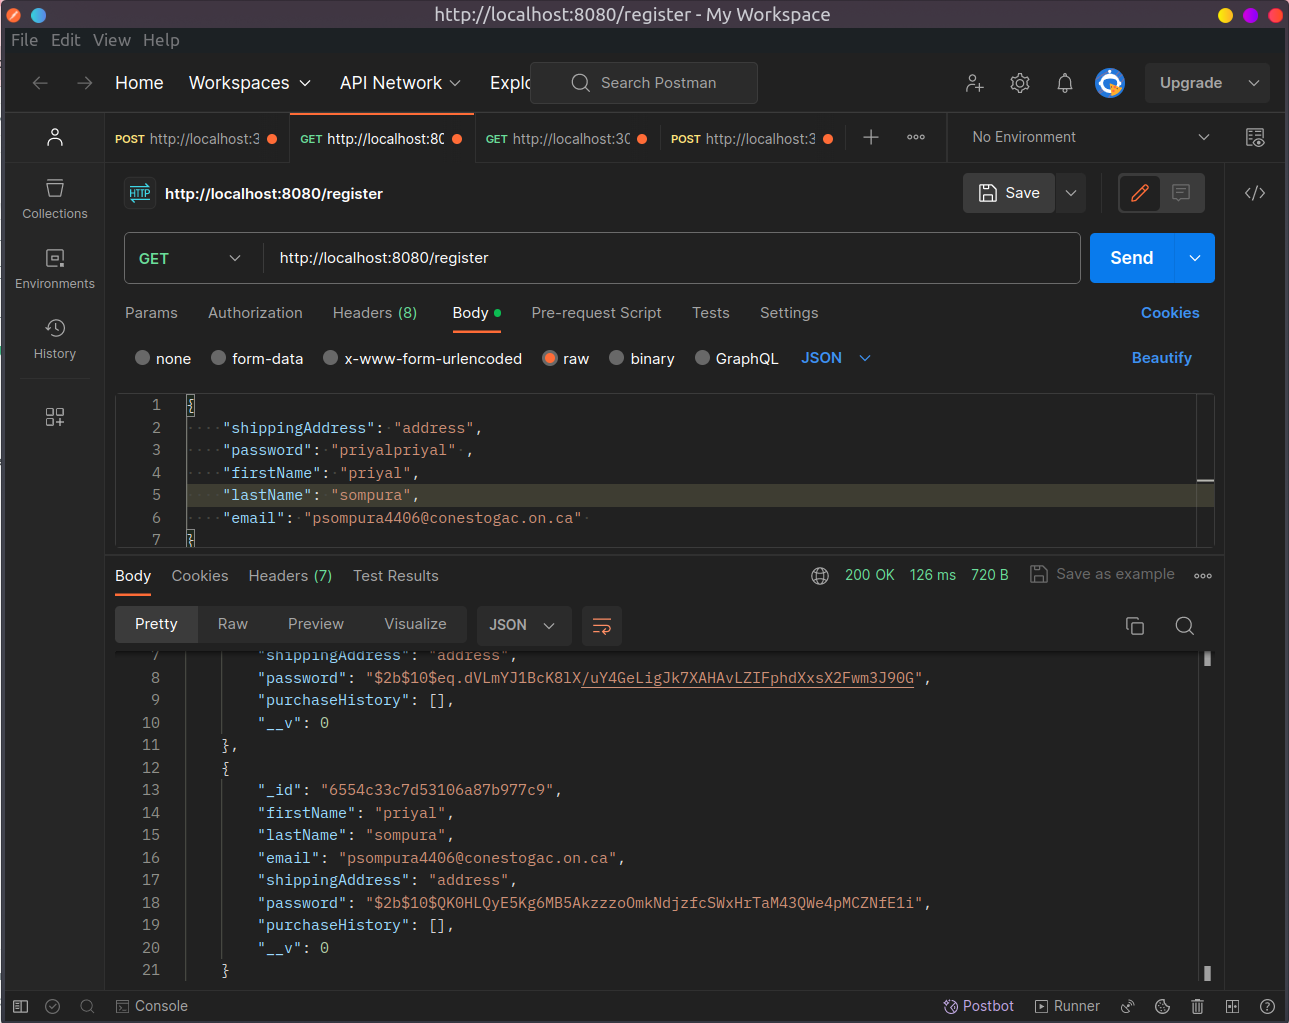 http://localhost:8080/register - My Workspace
File Edit View Help
Home Workspaces API Network Explo Search Postman Upgrade
POST http://localhost:3 GET http://localhost:80 GET http://localhost:30 POST http://localhost:3 No Environment
HTTP http://localhost:8080/register Save
Collections
Environments
History
GET http://localhost:8080/register Send
Params Authorization Headers (8) Body Pre-request Script Tests Settings Cookies
none form-data x-www-form-urlencoded raw binary GraphQL JSON Beautify
1 {
2 "shippingAddress": "address",
3 "password": "priyalpriyal" ,
4 "firstName": "priyal",
5 "lastName": "sompura",
6 "email": "psompura4406@conestogac.on.ca"
7 }
Body Cookies Headers (7) Test Results 200 OK 126 ms 720 B Save as example
Pretty Raw Preview Visualize JSON
7 "shippingAddress": "address",
8 "password": "$2b$10$eq.dVLmYJ1BcK8lX/uY4GeLigJk7XAHAvLZIFphdXxsX2Fwm3J90G",
9 "purchaseHistory": [],
10 "__v": 0
11 },
12 {
13 "_id": "6554c33c7d53106a87b977c9",
14 "firstName": "priyal",
15 "lastName": "sompura",
16 "email": "psompura4406@conestogac.on.ca",
17 "shippingAddress": "address",
18 "password": "$2b$10$QK0HLQyE5Kg6MB5AkzzzoOmkNdjzfcSWxHrTaM43QWe4pMCZNfE1i",
19 "purchaseHistory": [],
20 "__v": 0
21 }
Console Postbot Runner